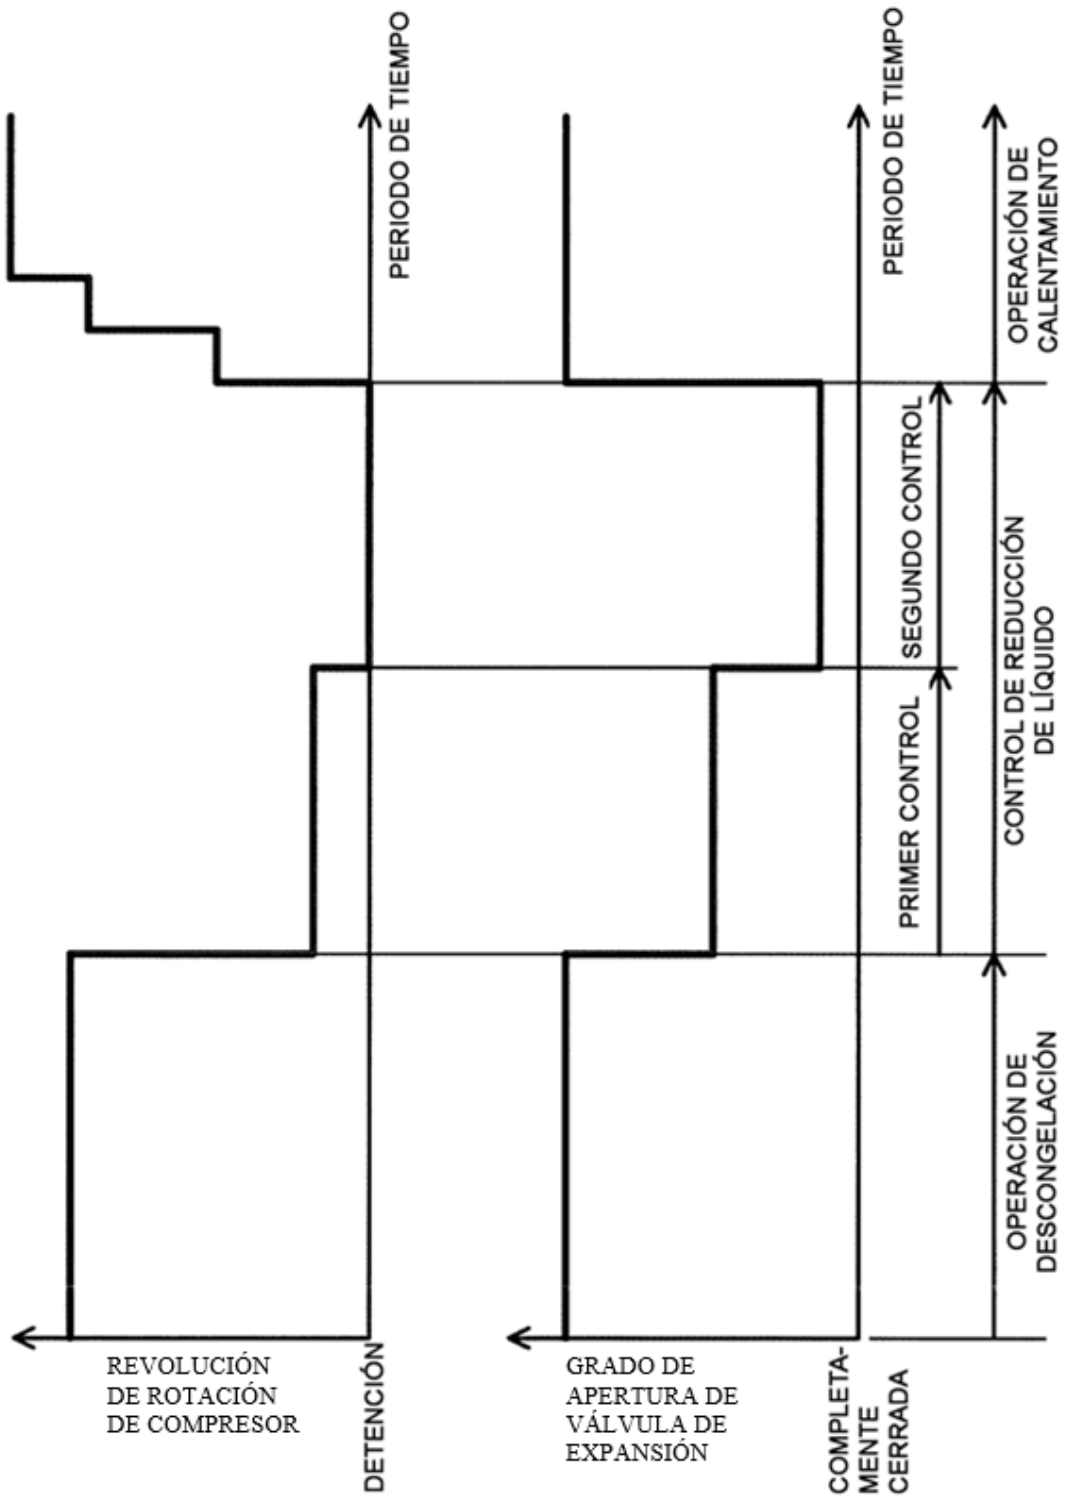 REVOLUCIÓN
DE ROTACIÓN
DE COMPRESOR
DETENCIÓN
PERIODO DE TIEMPO
GRADO DE
APERTURA DE
VÁLVULA DE
EXPANSIÓN
COMPLETA-
MENTE
CERRADA
PERIODO DE TIEMPO
PRIMER CONTROL
SEGUNDO CONTROL
OPERACIÓN DE
DESCONGELACIÓN
CONTROL DE REDUCCIÓN
DE LÍQUIDO
OPERACIÓN DE
CALENTAMIENTO